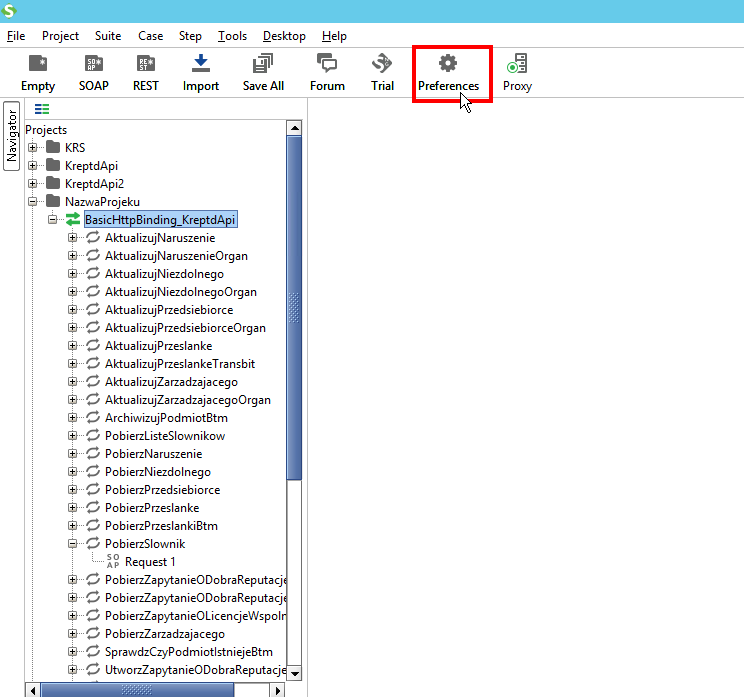 File Project Suite Case Step Tools Desktop Help
Empty SOAP REST Import Save All Forum Trial Preferences Proxy
Navigator
Projects
KRS
KreptdApi
KreptdApi2
NazwaProjeku
BasicHttpBinding_KreptdApi
AktualizujNaruszenie
AktualizujNaruszenieOrgan
AktualizujNiezdolnego
AktualizujNiezdolnegoOrgan
AktualizujPrzedsiebiorce
AktualizujPrzedsiebiorceOrgan
AktualizujPrzeslanke
AktualizujPrzeslankeTransbit
AktualizujZarzadzajacego
AktualizujZarzadzajacegoOrgan
ArchiwizujPodmiotBtm
PobierzListeSlownikow
PobierzNaruszenie
PobierzNiezdolnego
PobierzPrzedsiebiorce
PobierzPrzeslanke
PobierzPrzeslankiBtm
PobierzSlownik
SOAP Request 1
PobierzZapytanieODobraReputacje
PobierzZapytanieODobraReputacje
PobierzZapytanieOLicencjeWspoln
PobierzZarzadzajacego
SprawdzCzyPodmiotIstniejeBtm
UtworzZapytanieODobraReputacje